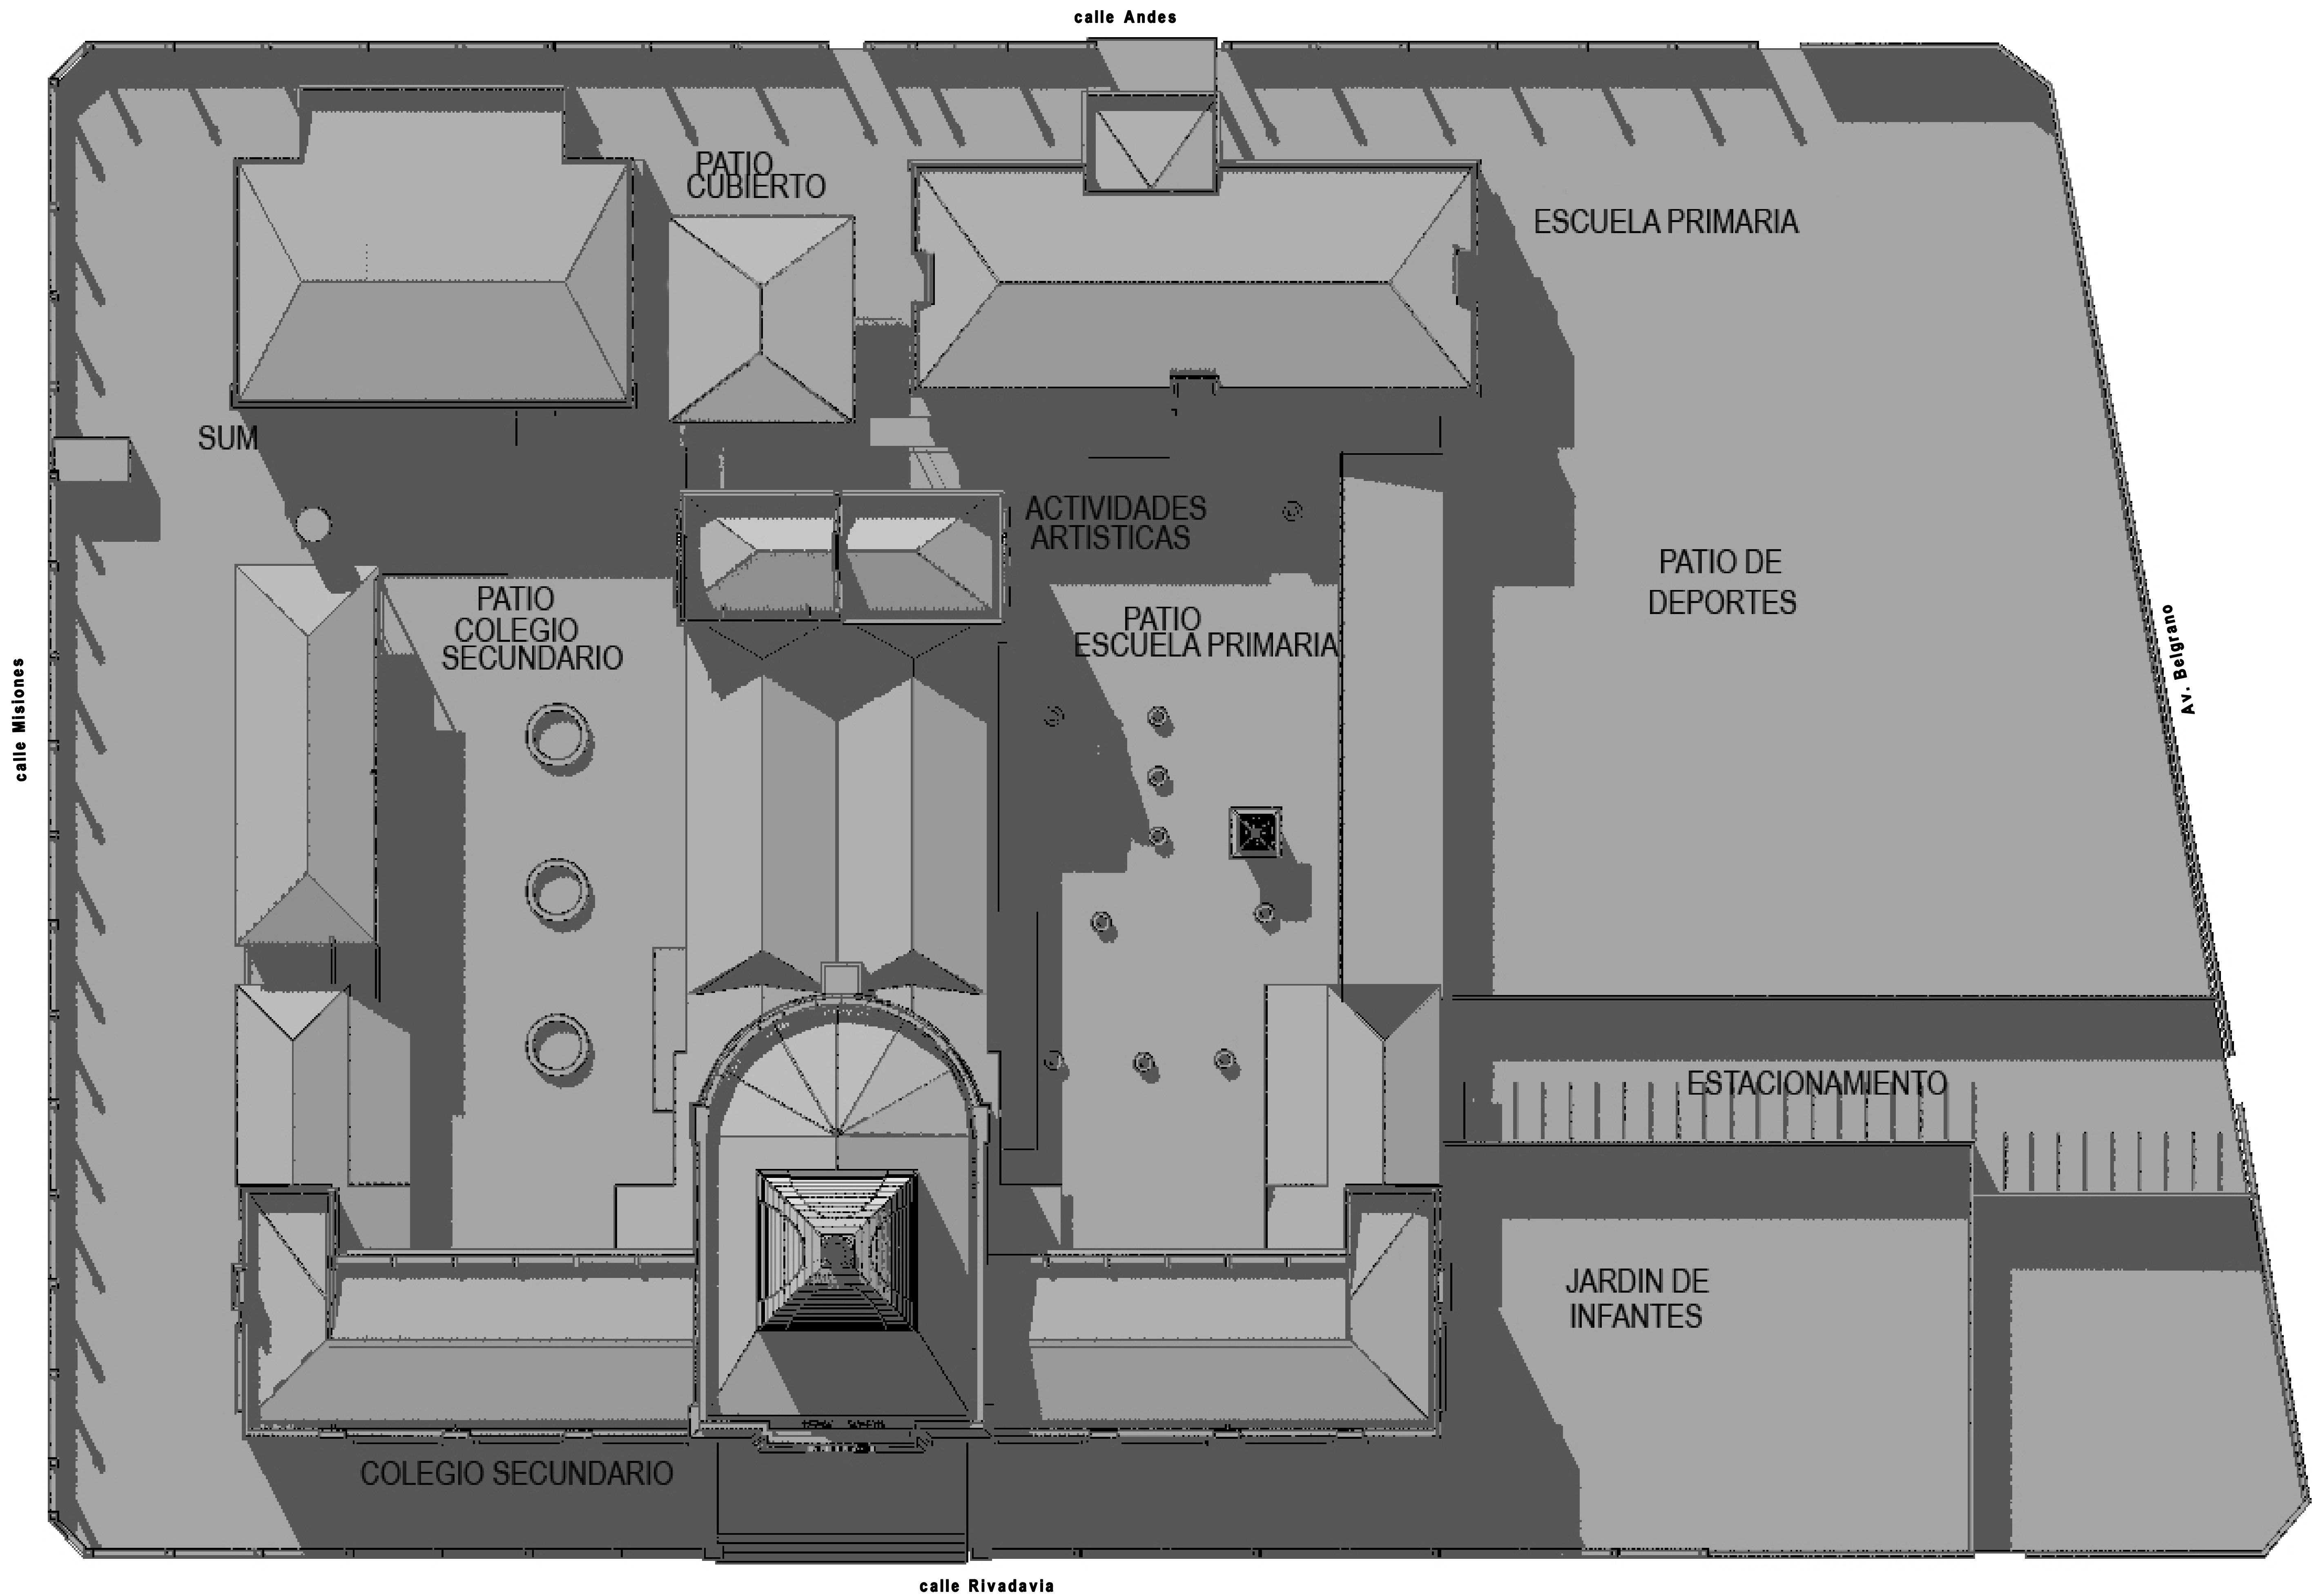 calle Andes
PATIO
CUBIERTO
ESCUELA PRIMARIA
SUM
ACTIVIDADES
ARTISTICAS
PATIO DE
DEPORTES
PATIO
COLEGIO
SECUNDARIO
PATIO
ESCUELA PRIMARIA
calle Misiones
Av. Belgrano
ESTACIONAMIENTO
JARDIN DE
INFANTES
COLEGIO SECUNDARIO
calle Rivadavia